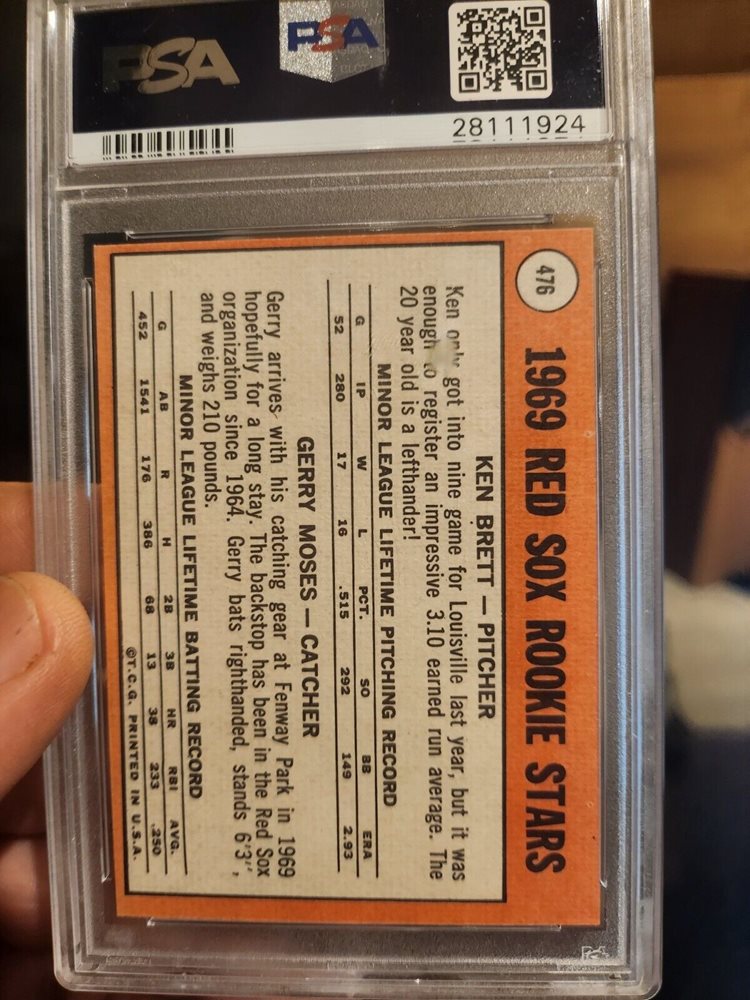 PSA
PSA
28111924
476
1969 RED SOX ROOKIE STARS
KEN BRETT — PITCHER
Ken only got into nine game for Louisville last year, but it was
enough to register an impressive 3.10 earned run average. The
20 year old is a lefthander!
MINOR LEAGUE LIFETIME PITCHING RECORD
G IP W L PCT. SO BB ERA
52 280 17 16 .515 292 149 2.93
GERRY MOSES — CATCHER
Gerry arrives with his catching gear at Fenway Park in 1969
hopefully for a long stay. The backstop has been in the Red Sox
organization since 1964. Gerry bats righthanded, stands 6'3",
and weighs 210 pounds.
MINOR LEAGUE LIFETIME BATTING RECORD
G AB R H 2B 3B HR RBI AVG.
452 1541 176 386 68 13 38 233 .250
©T.C.G. PRINTED IN U.S.A.